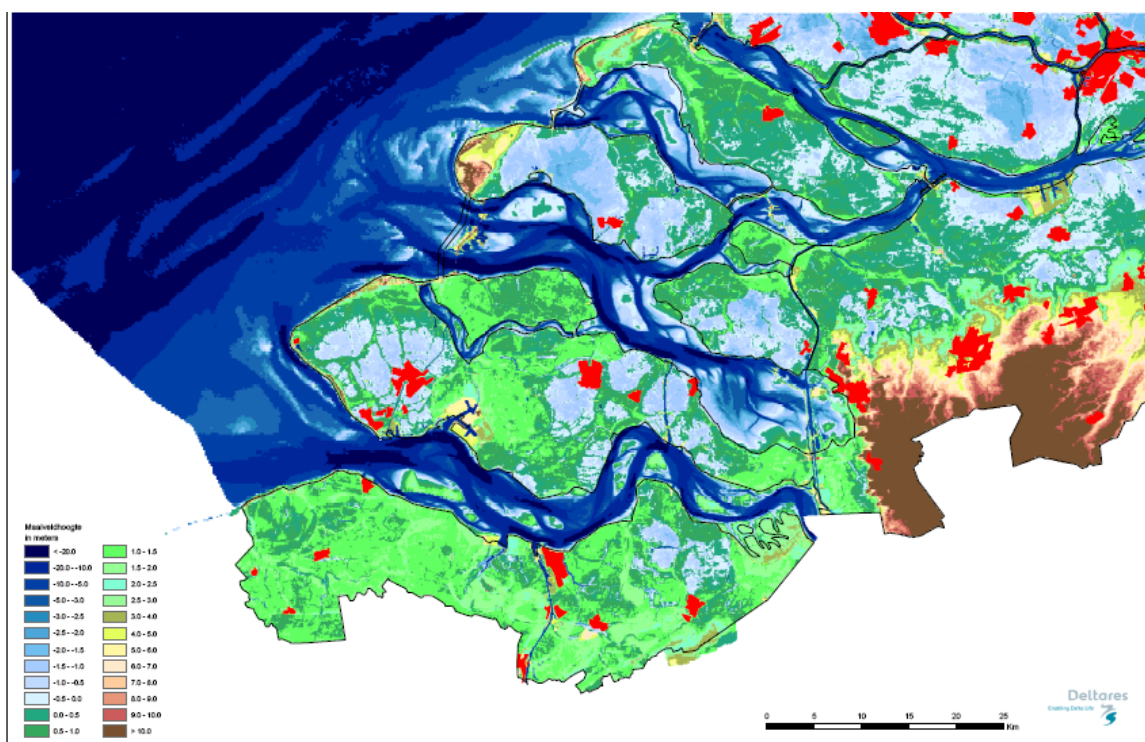 Maaiveldhoogte
in meters
< -20.0
-20.0 - -10.0
-10.0 - -5.0
-5.0 - -3.0
-3.0 - -2.5
-2.5 - -2.0
-2.0 - -1.5
-1.5 - -1.0
-1.0 - -0.5
-0.5 - 0.0
0.0 - 0.5
0.5 - 1.0
1.0 - 1.5
1.5 - 2.0
2.0 - 2.5
2.5 - 3.0
3.0 - 4.0
4.0 - 5.0
5.0 - 6.0
6.0 - 7.0
7.0 - 8.0
8.0 - 9.0
9.0 - 10.0
> 10.0
Deltares
Enabling Delta Life
0 5 10 15 20 25
Km